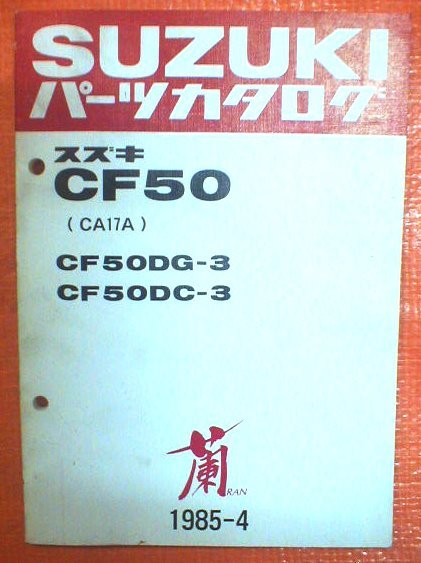 SUZUKI
パーツカタログ
スズキ
CF50
(CA17A)
CF50DG-3
CF50DC-3
蘭
RAN
1985-4